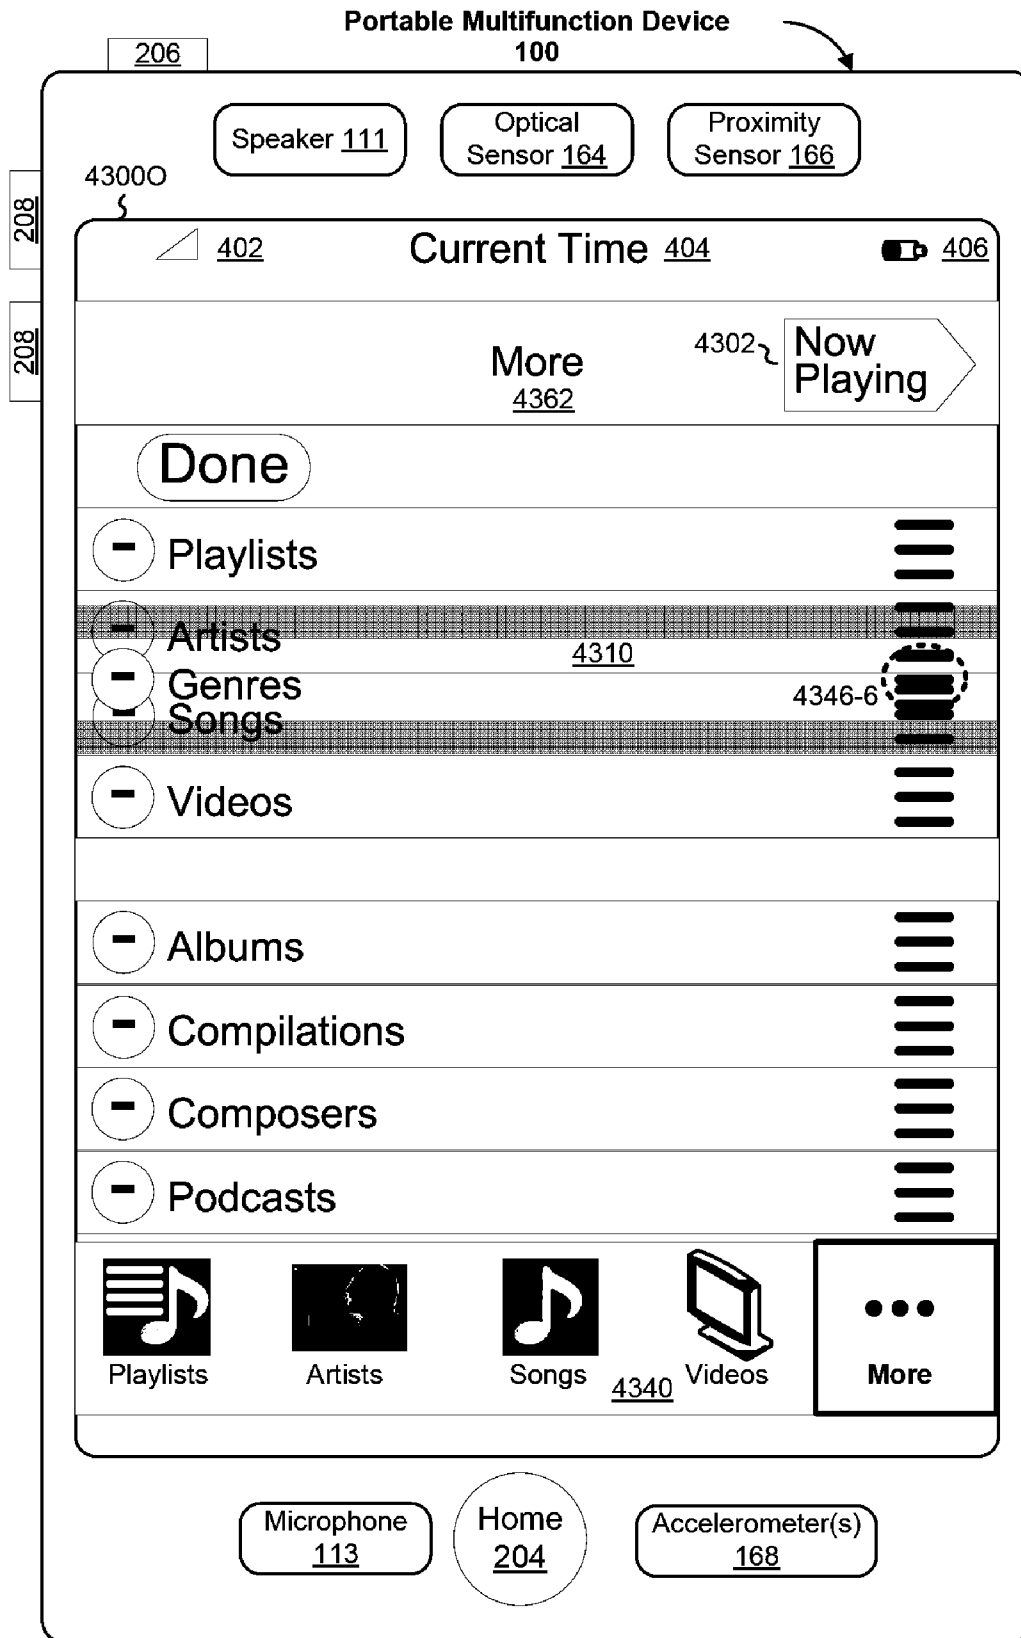 Portable Multifunction Device
100
206
Speaker 111
Optical
Sensor 164
Proximity
Sensor 166
4300O
208
208
402
Current Time 404
406
More
4362
4302
Now
Playing
Done
Playlists
Artists
4310
Genres
4346-6
Songs
Videos
Albums
Compilations
Composers
Podcasts
Playlists
Artists
Songs
4340
Videos
More
Microphone
113
Home
204
Accelerometer(s)
168